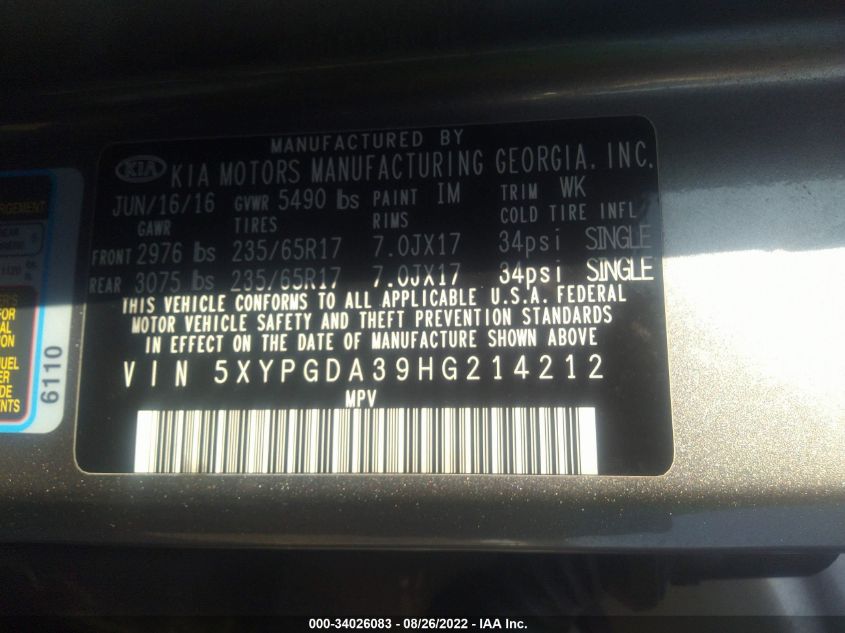 MANUFACTURED BY
KIA KIA MOTORS MANUFACTURING GEORGIA, INC.
JUN/16/16 GVWR 5490 lbs PAINT IM TRIM WK
GAWR TIRES RIMS COLD TIRE INFL
FRONT 2976 lbs 235/65R17 7.0JX17 34psi SINGLE
REAR 3075 lbs 235/65R17 7.0JX17 34psi SINGLE
THIS VEHICLE CONFORMS TO ALL APPLICABLE U.S.A. FEDERAL
MOTOR VEHICLE SAFETY AND THEFT PREVENTION STANDARDS
IN EFFECT ON THE DATE OF MANUFACTURE SHOWN ABOVE
VIN 5XYPGDA39HG214212
MPV
6110
000-34026083 - 08/26/2022 - IAA Inc.